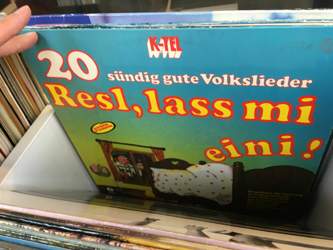 K-TEL
20
sündig gute Volkslieder
Resl, lass mi
eini!